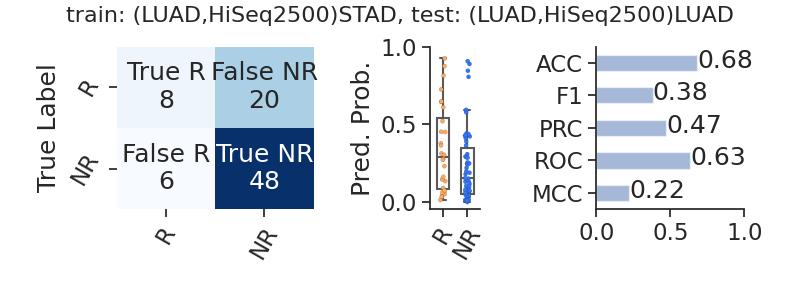 train: (LUAD,HiSeq2500)STAD, test: (LUAD,HiSeq2500)LUAD
True Label
R
NR
True R
8
False NR
20
False R
6
True NR
48
R
NR
Pred. Prob.
1.0
0.5
0.0
R
NR
ACC
0.68
F1
0.38
PRC
0.47
ROC
0.63
MCC
0.22
0.0
0.5
1.0